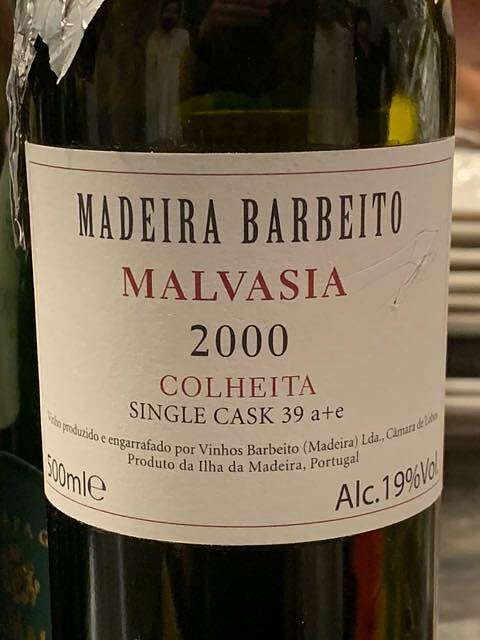 MADEIRA BARBEITO
MALVASIA
2000
COLHEITA
SINGLE CASK 39 a+e
Vinho produzido e engarrafado por Vinhos Barbeito (Madeira) Lda., Câmara de Lobos
Produto da Ilha da Madeira, Portugal
500ml℮
Alc.19%Vol.